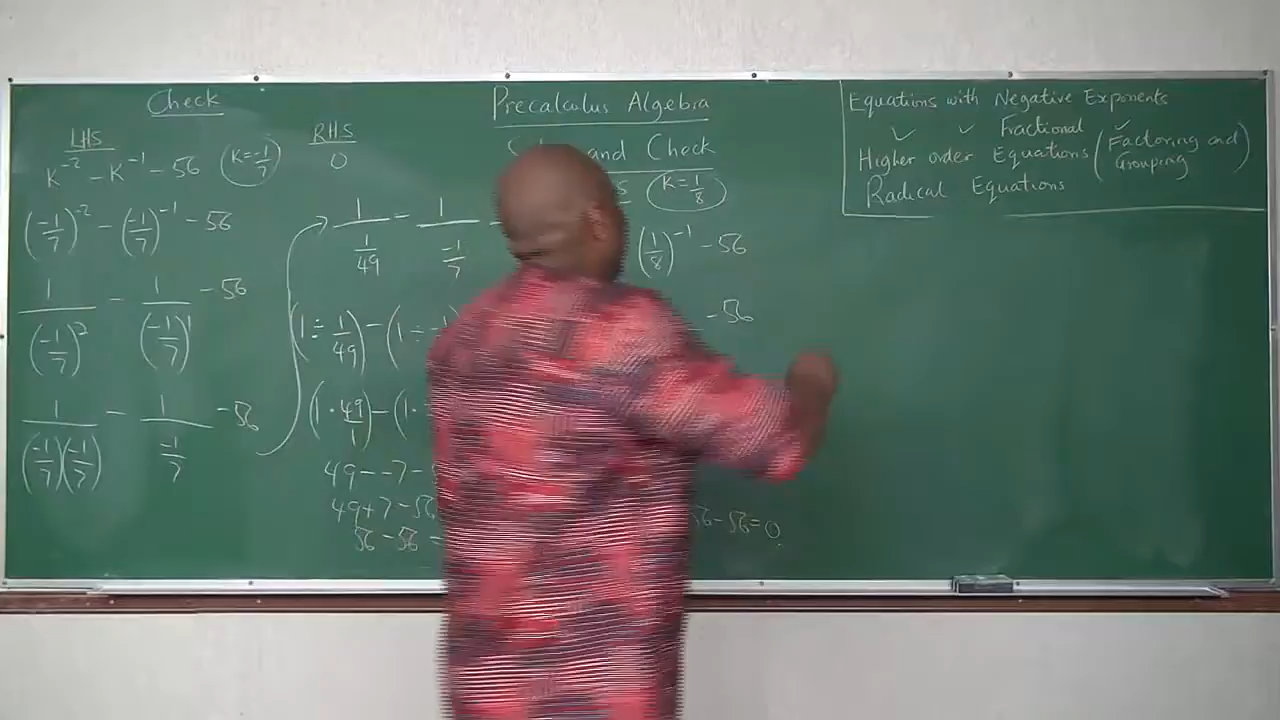 Check
LHS
RHS
K^-2 - K^-1 - 56 (K = -1/7)
0
(-1/7)^-2 - (-1/7)^-1 - 56
1/(-1/7)^2 - 1/(-1/7)^1 - 56
1/((-1/7)(-1/7)) - 1/(-1/7) - 56
1/(1/49) - 1/(-1/7) -
(1 ÷ 1/49) - (1 ÷ -1
(1 · 49/1) - (1 ·
49 - -7 -
49 + 7 - 56
56 - 56 =
Precalculus Algebra
and Check
(K = 1/8)
(1/8)^-1 - 56
- 56
56 - 56 = 0
Equations with Negative Exponents
✓ ✓ Fractional ✓
Higher order Equations (Factoring and Grouping)
Radical Equations